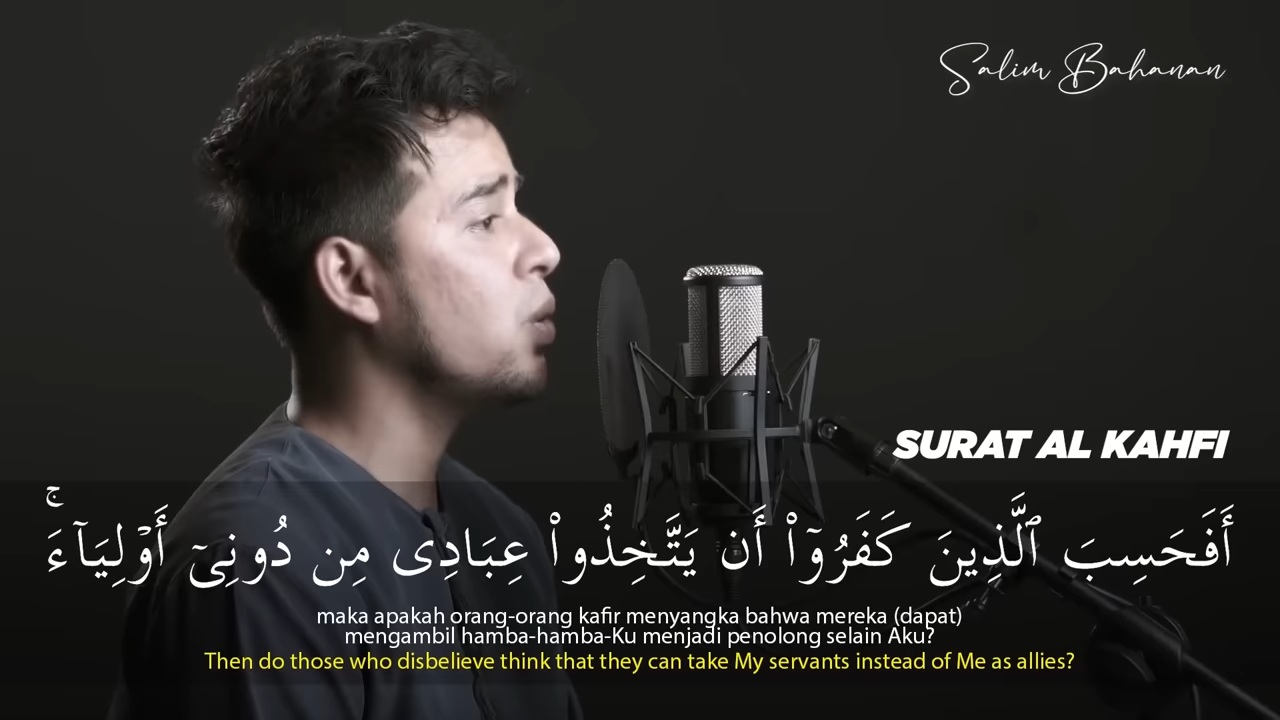 Salim Bahanan
SURAT AL KAHFI
أَفَحَسِبَ ٱلَّذِينَ كَفَرُوٓا۟ أَن يَتَّخِذُوا۟ عِبَادِى مِن دُونِىٓ أَوْلِيَآءَ ۚ
maka apakah orang-orang kafir menyangka bahwa mereka (dapat)
mengambil hamba-hamba-Ku menjadi penolong selain Aku?
Then do those who disbelieve think that they can take My servants instead of Me as allies?